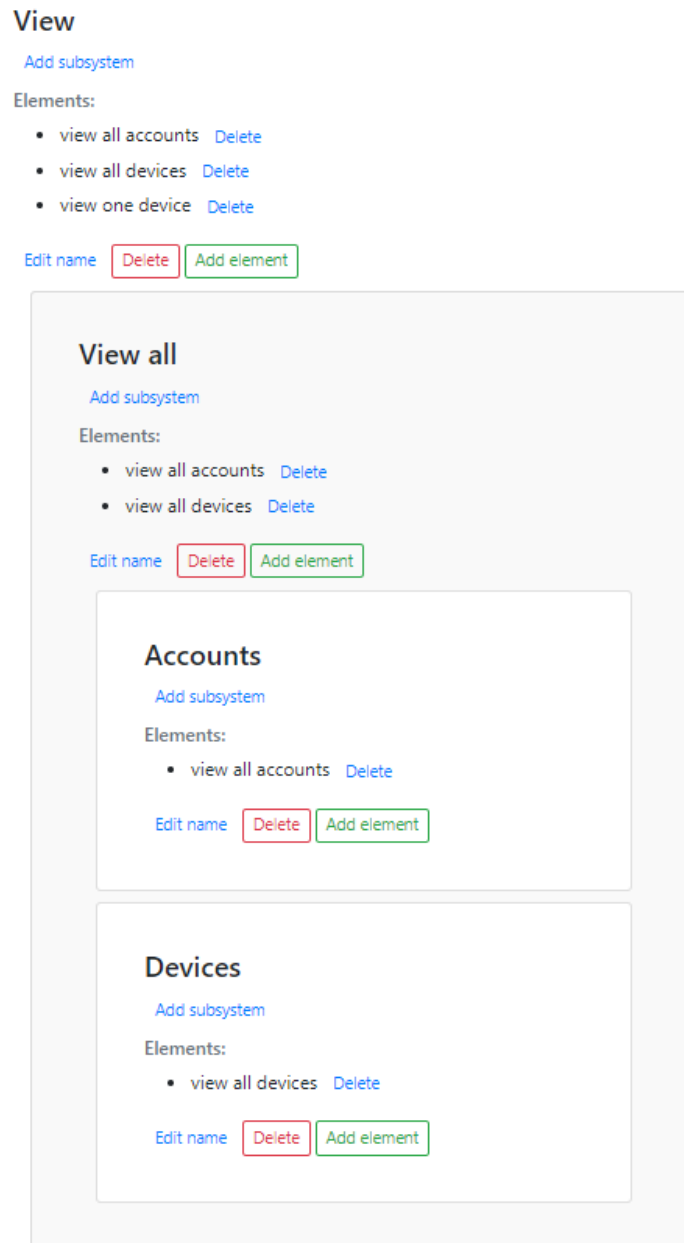 View
Add subsystem
Elements:
view all accounts Delete
view all devices Delete
view one device Delete
Edit name Delete Add element
View all
Add subsystem
Elements:
view all accounts Delete
view all devices Delete
Edit name Delete Add element
Accounts
Add subsystem
Elements:
view all accounts Delete
Edit name Delete Add element
Devices
Add subsystem
Elements:
view all devices Delete
Edit name Delete Add element